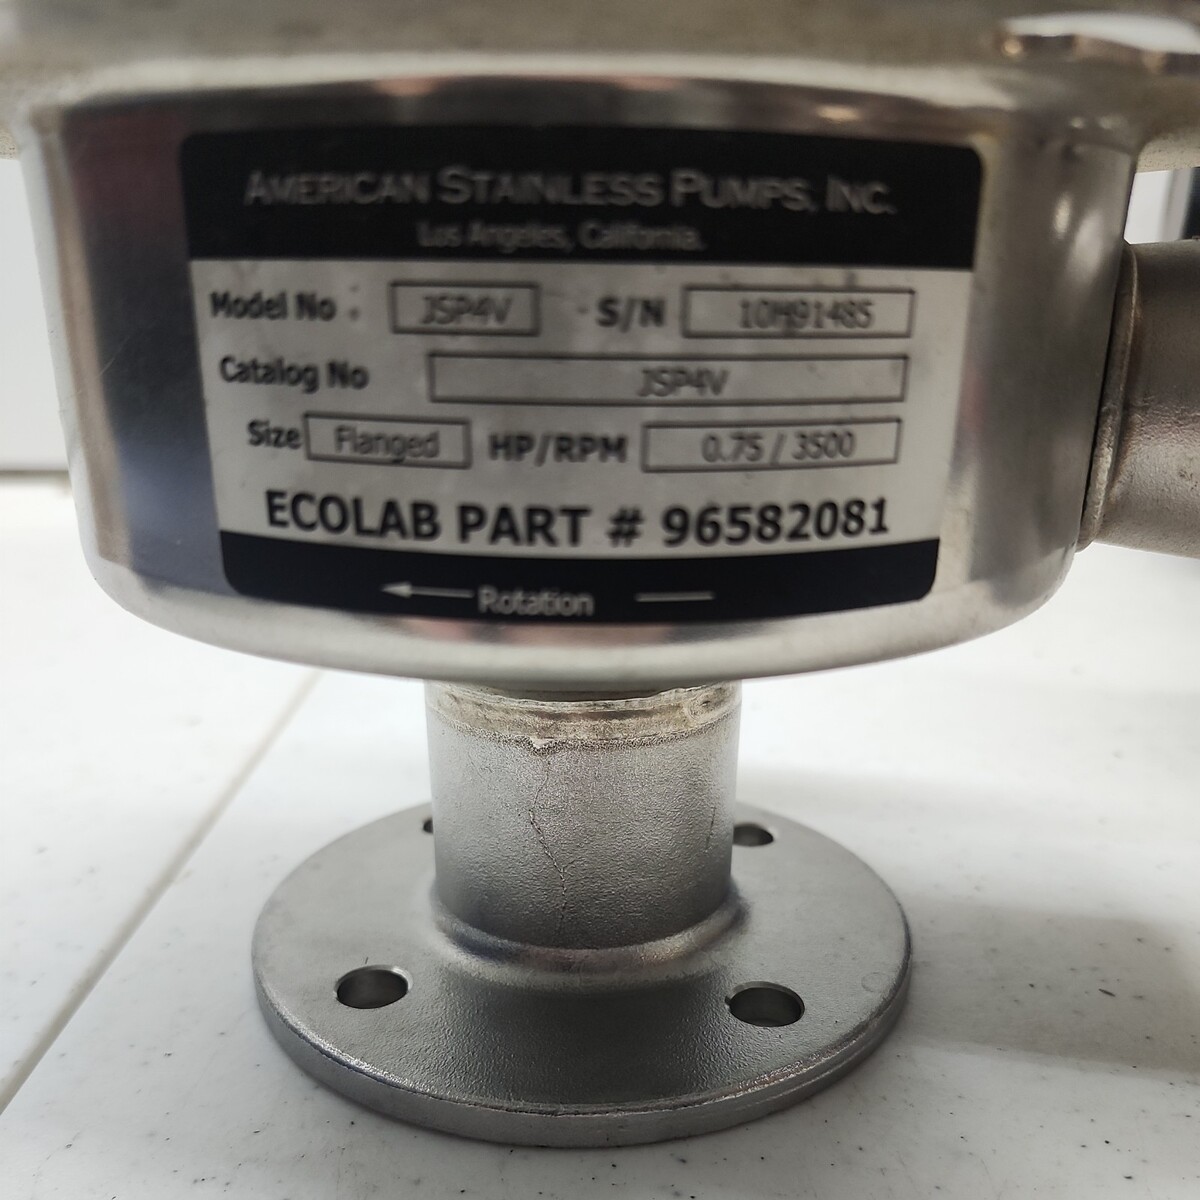 AMERICAN STAINLESS PUMPS, INC.
Los Angeles, California.
Model No. JSP4V S/N 10H91485
Catalog No JSP4V
Size Flanged HP/RPM 0.75 / 3500
ECOLAB PART # 96582081
Rotation